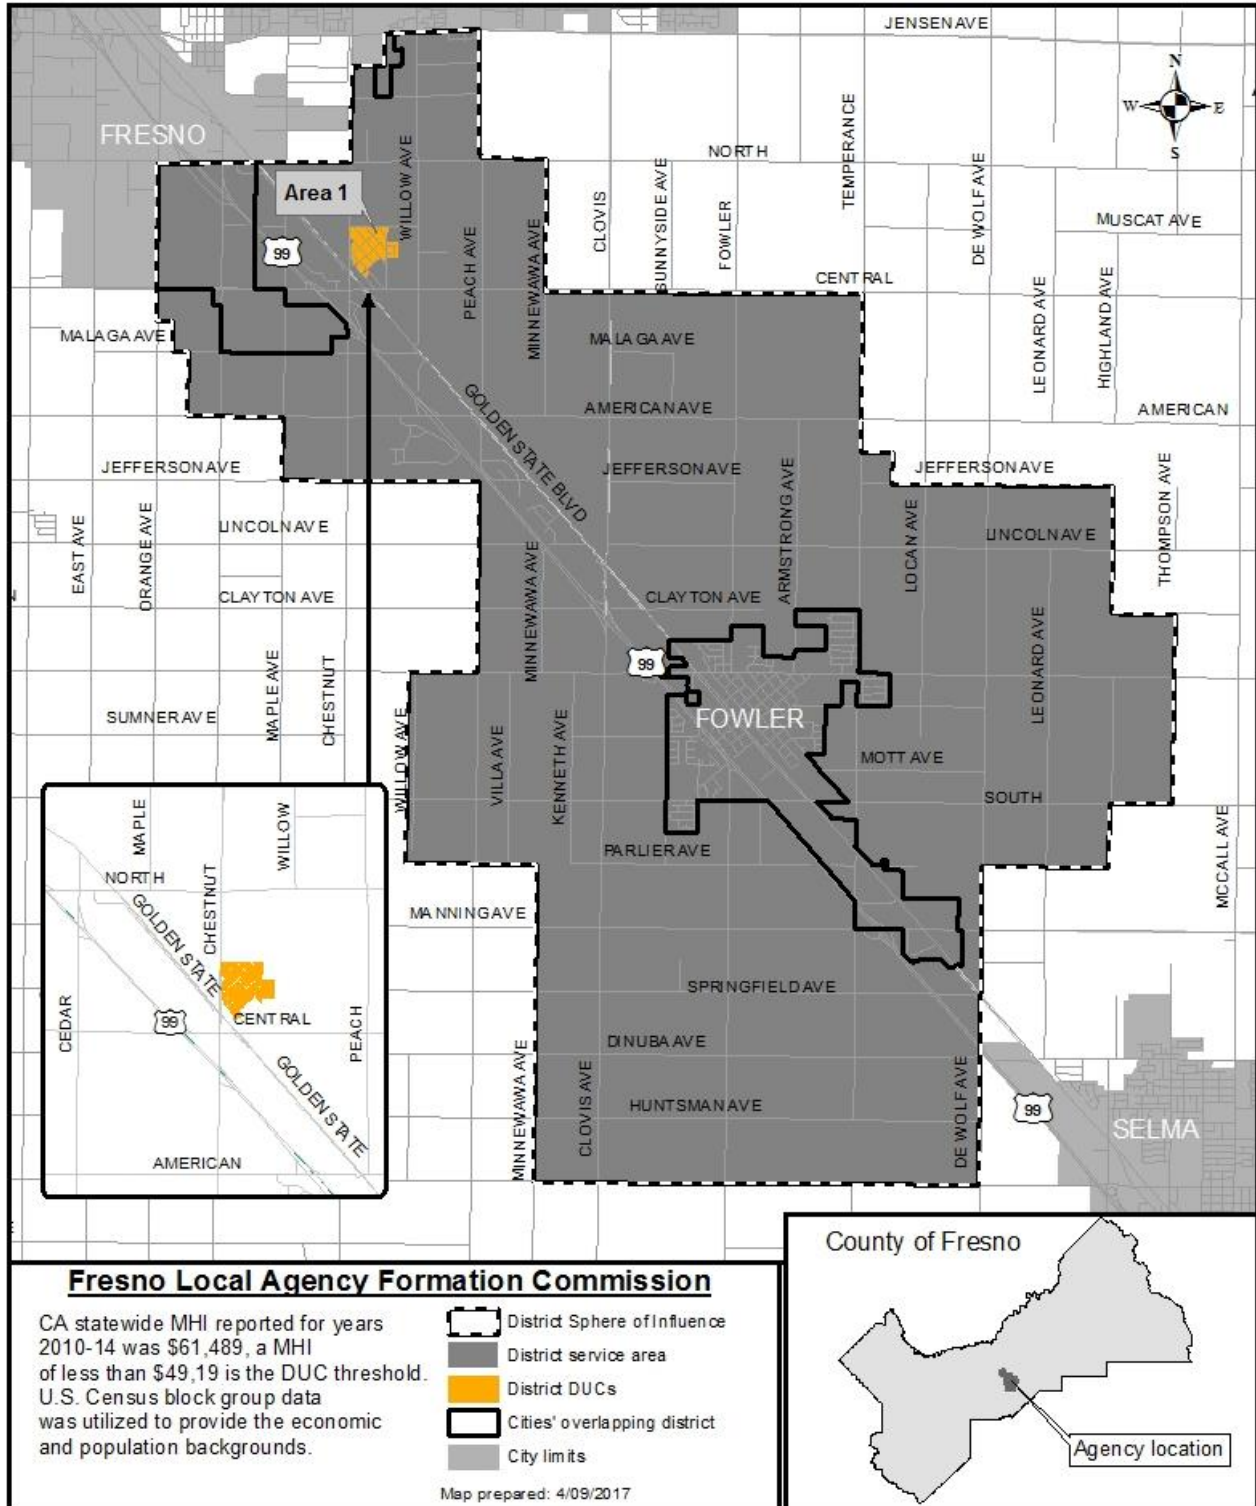 JENSEN AVE
N
W
E
S
FRESNO
NORTH
TEMPERANCE
WILLOW AVE
Area 1
CLOVIS
SUNNYSIDE AVE
FOWLER
DE WOLF AVE
MUSCAT AVE
99
PEACH AVE
MINNEWAWA AVE
CENTRAL
LEONARD AVE
HIGHLAND AVE
MALAGA AVE
MALAGA AVE
AMERICAN AVE
AMERICAN
GOLDEN STATE BLVD
JEFFERSON AVE
JEFFERSON AVE
JEFFERSON AVE
ARMSTRONG AVE
THOMPSON AVE
EAST AVE
ORANGE AVE
LINCOLN AVE
LOCAN AVE
LINCOLN AVE
CLAYTON AVE
MINNEWAWA AVE
CLAYTON AVE
LEONARD AVE
99
MAPLE AVE
CHESTNUT
SUMNER AVE
WILLOW AVE
VILLA AVE
KENNETH AVE
FOWLER
MOTT AVE
SOUTH
PARLIER AVE
MCCALL AVE
MANNING AVE
MAPLE
WILLOW
NORTH
GOLDEN STATE
CHESTNUT
CEDAR
99
CENTRAL
PEACH
GOLDEN STATE
AMERICAN
SPRINGFIELD AVE
DINUBA AVE
MINNEWAWA AVE
CLOVIS AVE
HUNTSMAN AVE
DE WOLF AVE
99
SELMA
Fresno Local Agency Formation Commission
CA statewide MHI reported for years
2010-14 was $61,489, a MHI
of less than $49,19 is the DUC threshold.
U.S. Census block group data
was utilized to provide the economic
and population backgrounds.
District Sphere of Influence
District service area
District DUCs
Cities' overlapping district
City limits
Map prepared: 4/09/2017
County of Fresno
Agency location